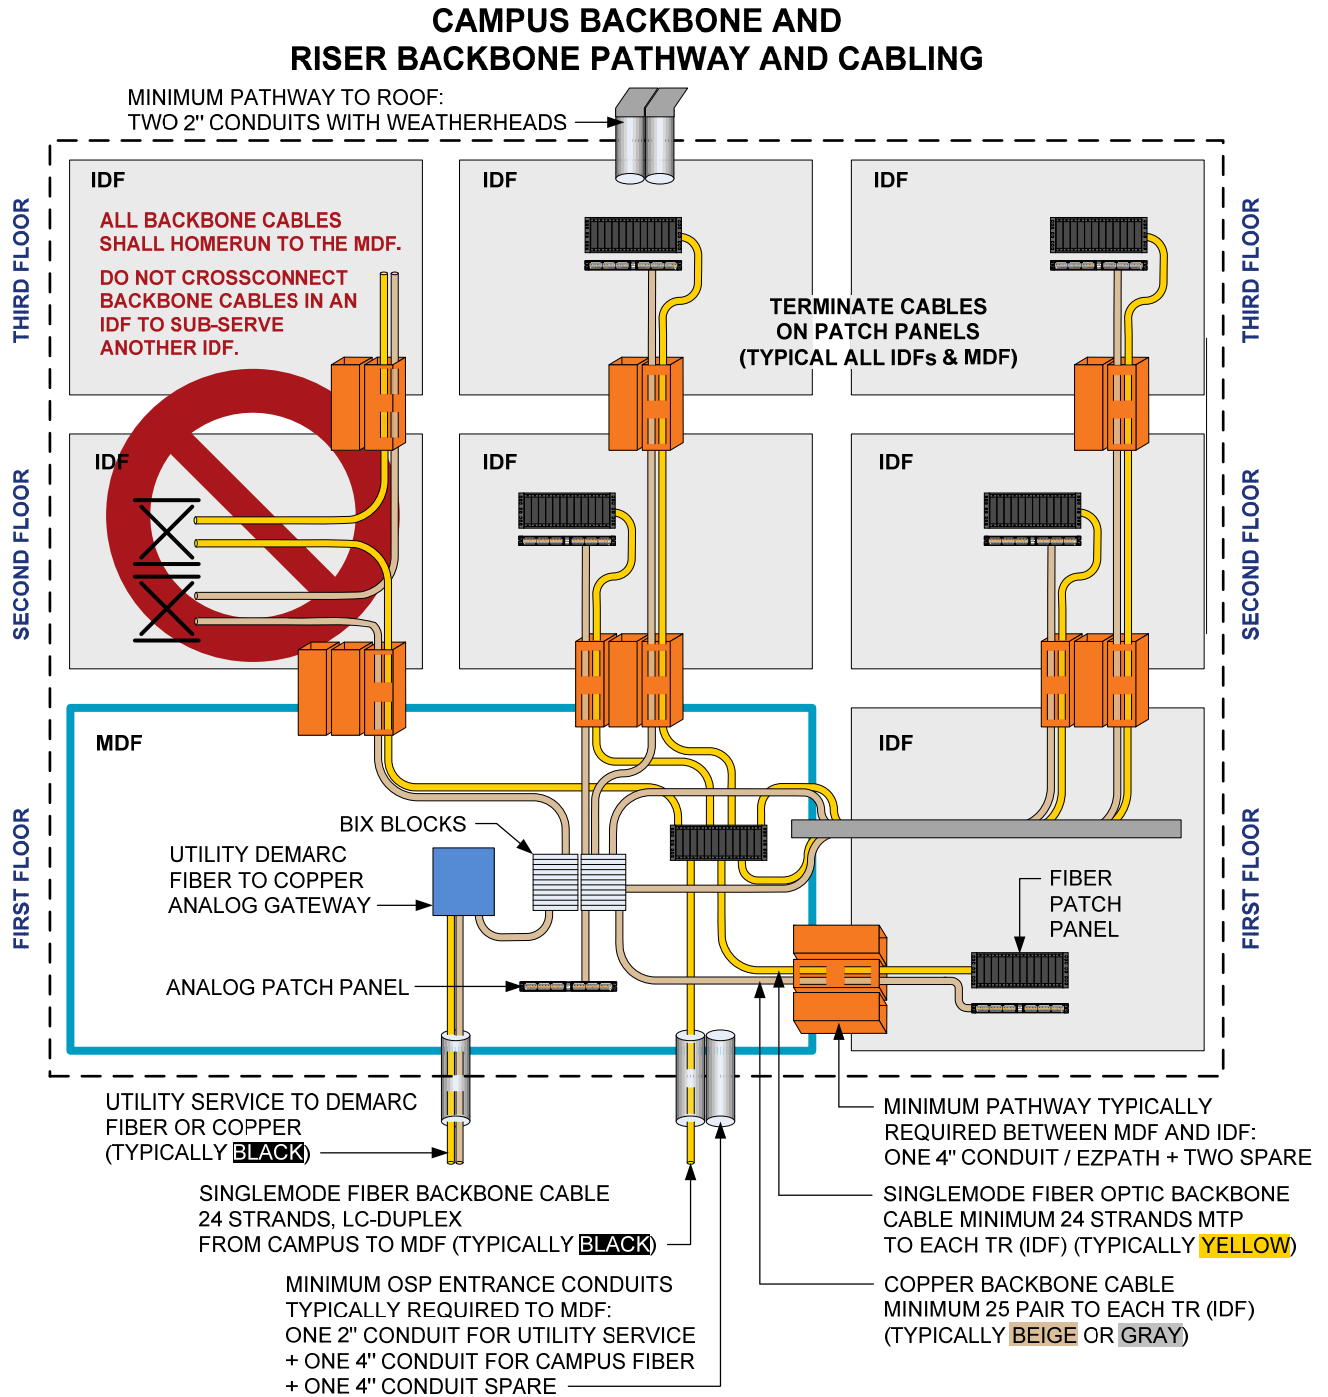 CAMPUS BACKBONE AND
RISER BACKBONE PATHWAY AND CABLING
MINIMUM PATHWAY TO ROOF:
TWO 2" CONDUITS WITH WEATHERHEADS
THIRD FLOOR
IDF
ALL BACKBONE CABLES
SHALL HOMERUN TO THE MDF.
DO NOT CROSSCONNECT
BACKBONE CABLES IN AN
IDF TO SUB-SERVE
ANOTHER IDF.
IDF
IDF
TERMINATE CABLES
ON PATCH PANELS
(TYPICAL ALL IDFs & MDF)
THIRD FLOOR
SECOND FLOOR
IDF
IDF
IDF
SECOND FLOOR
FIRST FLOOR
MDF
IDF
BIX BLOCKS
UTILITY DEMARC
FIBER TO COPPER
ANALOG GATEWAY
ANALOG PATCH PANEL
FIBER
PATCH
PANEL
FIRST FLOOR
UTILITY SERVICE TO DEMARC
FIBER OR COPPER
(TYPICALLY BLACK)
SINGLEMODE FIBER BACKBONE CABLE
24 STRANDS, LC-DUPLEX
FROM CAMPUS TO MDF (TYPICALLY BLACK)
MINIMUM OSP ENTRANCE CONDUITS
TYPICALLY REQUIRED TO MDF:
ONE 2" CONDUIT FOR UTILITY SERVICE
+ ONE 4" CONDUIT FOR CAMPUS FIBER
+ ONE 4" CONDUIT SPARE
MINIMUM PATHWAY TYPICALLY
REQUIRED BETWEEN MDF AND IDF:
ONE 4" CONDUIT / EZPATH + TWO SPARE
SINGLEMODE FIBER OPTIC BACKBONE
CABLE MINIMUM 24 STRANDS MTP
TO EACH TR (IDF) (TYPICALLY YELLOW)
COPPER BACKBONE CABLE
MINIMUM 25 PAIR TO EACH TR (IDF)
(TYPICALLY BEIGE OR GRAY)